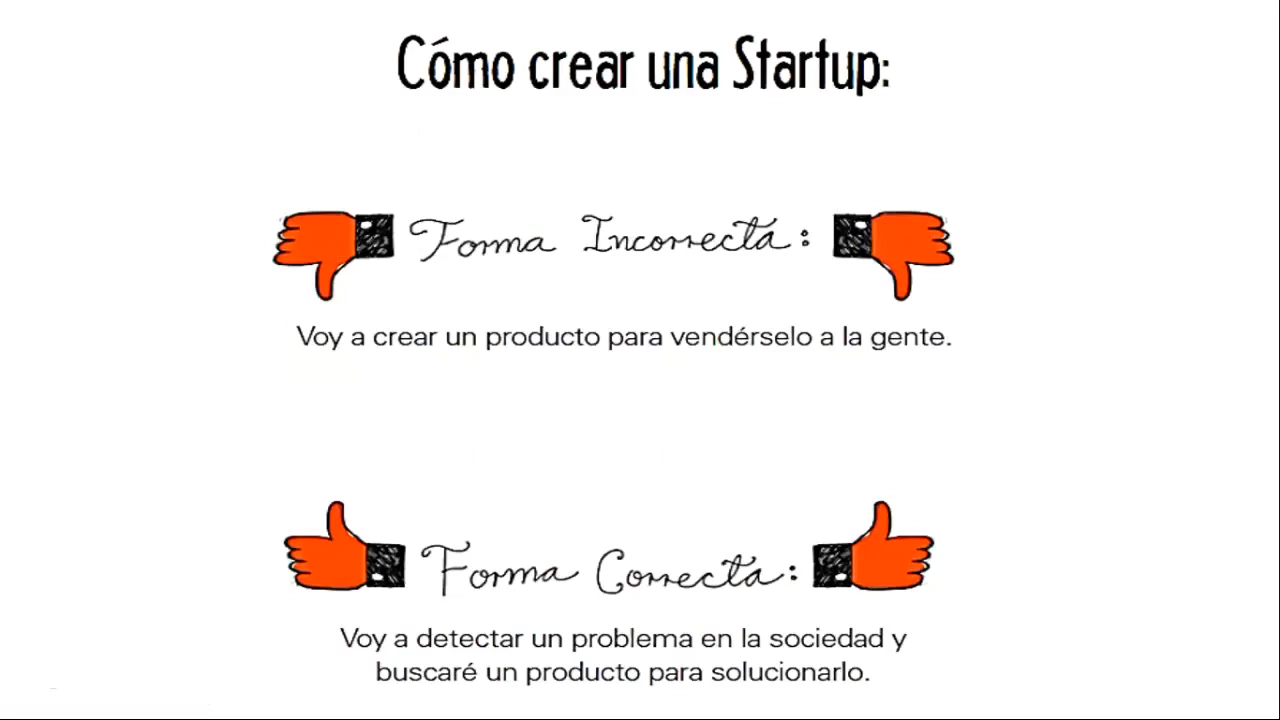 Cómo crear una Startup:
Forma Incorrecta:
Voy a crear un producto para vendérselo a la gente.
Forma Correcta:
Voy a detectar un problema en la sociedad y
buscaré un producto para solucionarlo.